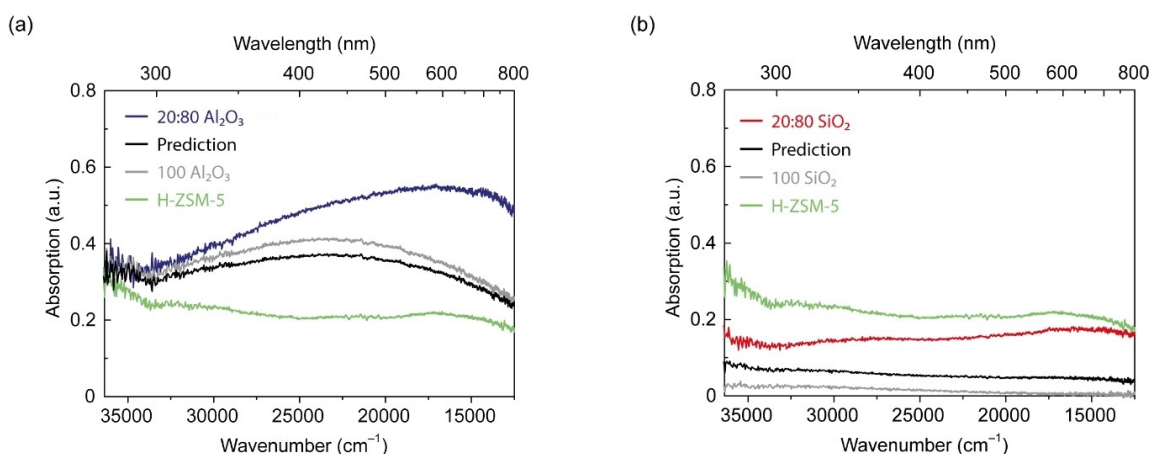 (a)
Wavelength (nm)
300 400 500 600 800
0.8
0.6
0.4
0.2
0
Absorption (a.u.)
20:80 Al₂O₃
Prediction
100 Al₂O₃
H-ZSM-5
35000 30000 25000 20000 15000
Wavenumber (cm⁻¹)
(b)
Wavelength (nm)
300 400 500 600 800
0.8
0.6
0.4
0.2
0
Absorption (a.u.)
20:80 SiO₂
Prediction
100 SiO₂
H-ZSM-5
35000 30000 25000 20000 15000
Wavenumber (cm⁻¹)